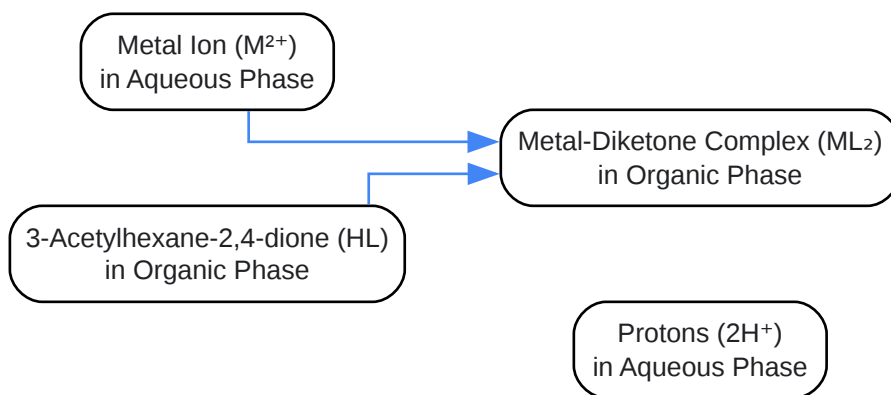 Metal Ion (M²⁺)
in Aqueous Phase
Metal-Diketone Complex (ML₂)
in Organic Phase
3-Acetylhexane-2,4-dione (HL)
in Organic Phase
Protons (2H⁺)
in Aqueous Phase